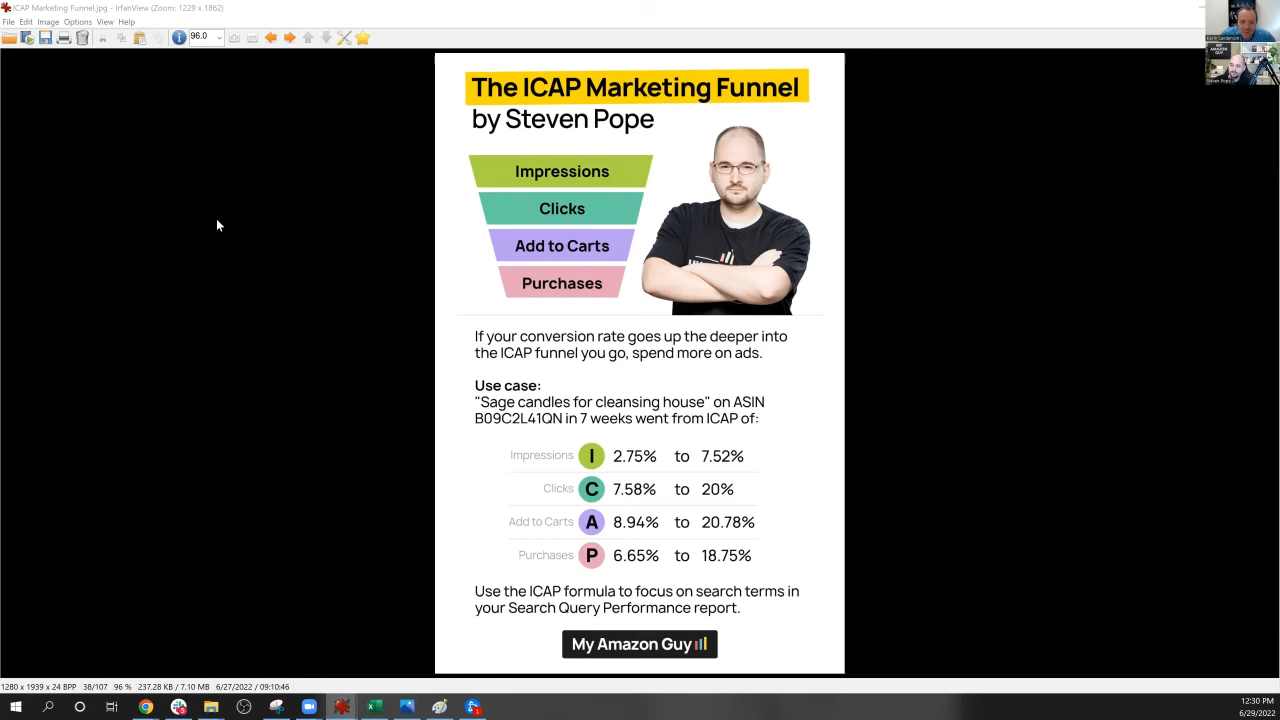 ICAP Marketing Funnel.jpg - IrfanView (Zoom: 1229 x 1862)
File Edit Image Options View Help
96.0
The ICAP Marketing Funnel
by Steven Pope
Impressions
Clicks
Add to Carts
Purchases
If your conversion rate goes up the deeper into
the ICAP funnel you go, spend more on ads.
Use case:
"Sage candles for cleansing house" on ASIN
B09C2L41QN in 7 weeks went from ICAP of:
Impressions I 2.75% to 7.52%
Clicks C 7.58% to 20%
Add to Carts A 8.94% to 20.78%
Purchases P 6.65% to 18.75%
Use the ICAP formula to focus on search terms in
your Search Query Performance report.
My Amazon Guy
MY
AMAZON
GUY
Steven Pope
1280 x 1939 x 24 BPP 38/107 96 % 237.28 KB / 7.10 MB 6/27/2022 / 09:10:46
12:30 PM
6/29/2022